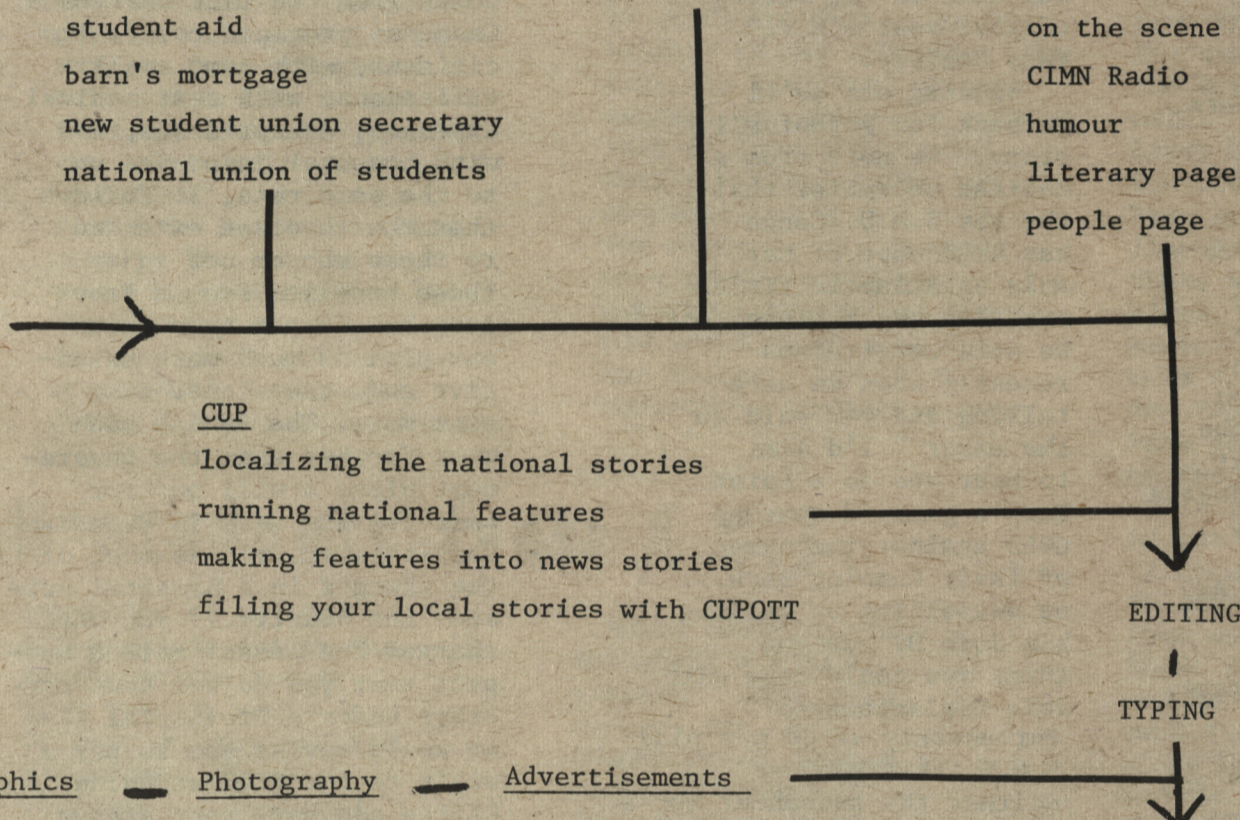 student aid
barn's mortgage
new student union secretary
national union of students
on the scene
CIMN Radio
humour
literary page
people page
CUP
localizing the national stories
running national features
making features into news stories
filing your local stories with CUPOTT
EDITING
TYPING
phics Photography Advertisements